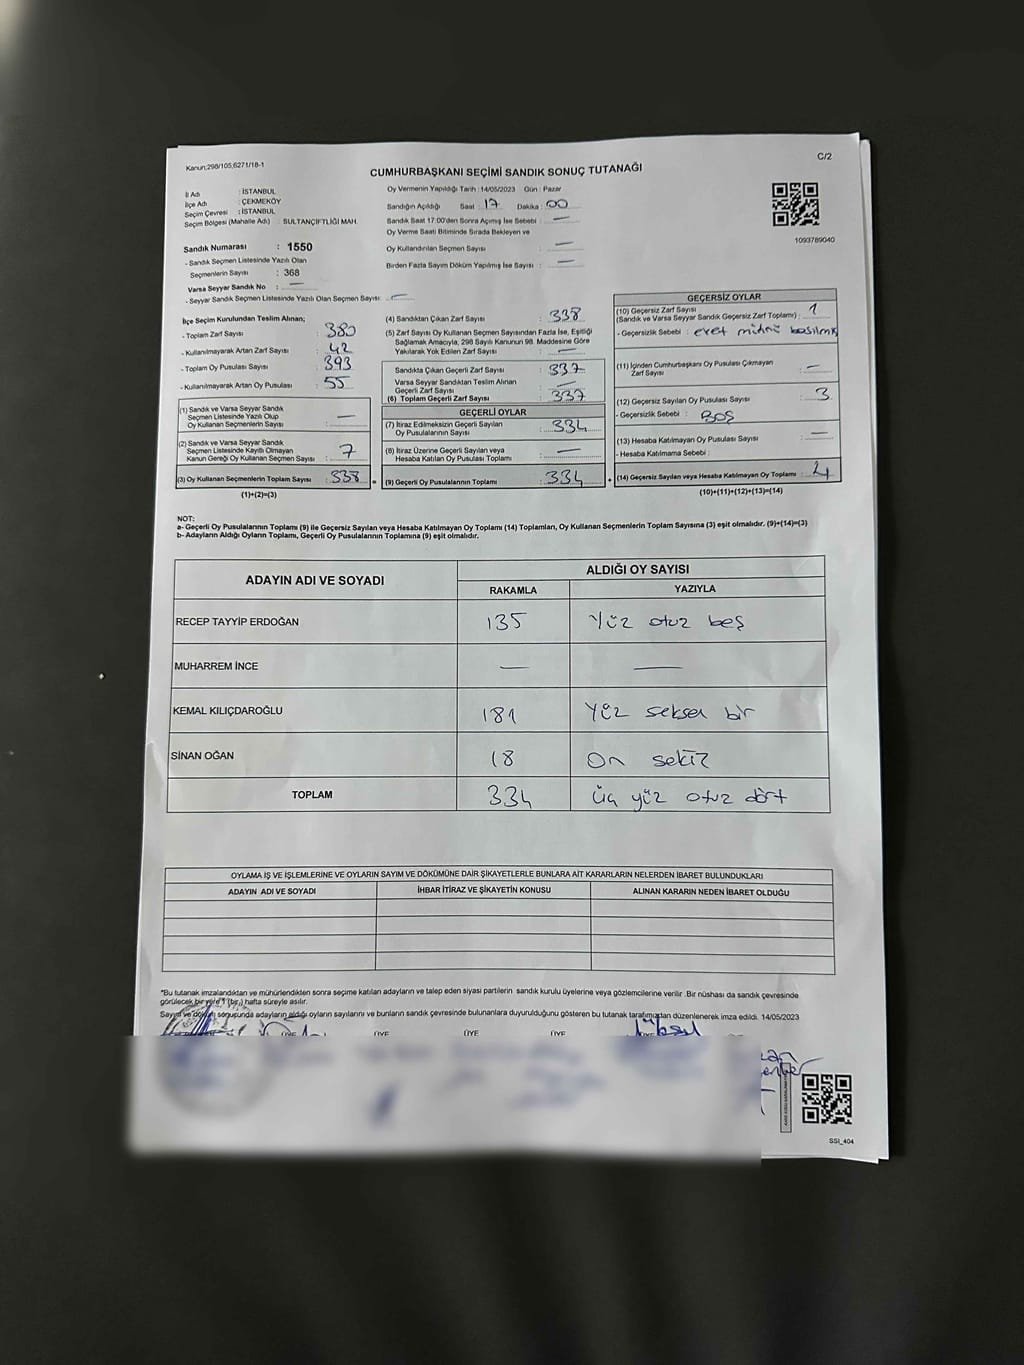 Kanun:298/105,6271/18-1
C/2
CUMHURBAŞKANI SEÇİMİ SANDIK SONUÇ TUTANAĞI
İl Adı : İSTANBUL
İlçe Adı : ÇEKMEKÖY
Seçim Çevresi : İSTANBUL
Seçim Bölgesi (Mahalle Adı) : SULTANÇİFTLİĞİ MAH.
Sandık Numarası : 1550
- Sandık Seçmen Listesinde Yazılı Olan
Seçmenlerin Sayısı : 368
Varsa Seyyar Sandık No : —
- Seyyar Sandık Seçmen Listesinde Yazılı Olan Seçmen Sayısı: —
Oy Vermenin Yapıldığı Tarih : 14/05/2023 Gün : Pazar
Sandığın Açıldığı Saat : 17 Dakika : 00
Sandık Saat 17:00'den Sonra Açılmış İse Sebebi : —
Oy Verme Saati Bitiminde Sırada Bekleyen ve
Oy Kullandırılan Seçmen Sayısı : —
Birden Fazla Sayım Döküm Yapılmış İse Sayısı : —
1093789040
İlçe Seçim Kurulundan Teslim Alınan;
- Toplam Zarf Sayısı : 380
- Kullanılmayarak Artan Zarf Sayısı : 42
- Toplam Oy Pusulası Sayısı : 393
- Kullanılmayarak Artan Oy Pusulası : 55
(1) Sandık ve Varsa Seyyar Sandık
Seçmen Listesinde Yazılı Olup
Oy Kullanan Seçmenlerin Sayısı : —
(2) Sandık ve Varsa Seyyar Sandık
Seçmen Listesinde Kayıtlı Olmayan
Kanun Gereği Oy Kullanan Seçmen Sayısı : 7
(3) Oy Kullanan Seçmenlerin Toplam Sayısı : 338
(1)+(2)=(3)
=
(4) Sandıktan Çıkan Zarf Sayısı : 338
(5) Zarf Sayısı Oy Kullanan Seçmen Sayısından Fazla İse, Eşitliği
Sağlamak Amacıyla, 298 Sayılı Kanunun 98. Maddesine Göre
Yakılarak Yok Edilen Zarf Sayısı : —
Sandıkta Çıkan Geçerli Zarf Sayısı : 337
Varsa Seyyar Sandıktan Teslim Alınan
Geçerli Zarf Sayısı : —
(6) Toplam Geçerli Zarf Sayısı : 337
GEÇERLİ OYLAR
(7) İtiraz Edilmeksizin Geçerli Sayılan
Oy Pusulalarının Sayısı : 334
(8) İtiraz Üzerine Geçerli Sayılan veya
Hesaba Katılan Oy Pusulası Toplamı : —
(9) Geçerli Oy Pusulalarının Toplamı : 334
+
GEÇERSİZ OYLAR
(10) Geçersiz Zarf Sayısı
(Sandık ve Varsa Seyyar Sandık Geçersiz Zarf Toplamı) : 1
- Geçersizlik Sebebi : evet mührü basılmış
(11) İçinden Cumhurbaşkanı Oy Pusulası Çıkmayan
Zarf Sayısı : —
(12) Geçersiz Sayılan Oy Pusulası Sayısı : 3
- Geçersizlik Sebebi : Boş
(13) Hesaba Katılmayan Oy Pusulası Sayısı : —
- Hesaba Katılmama Sebebi :
(14) Geçersiz Sayılan veya Hesaba Katılmayan Oy Toplamı : 4
(10)+(11)+(12)+(13)=(14)
NOT:
a- Geçerli Oy Pusulalarının Toplamı (9) ile Geçersiz Sayılan veya Hesaba Katılmayan Oy Toplamı (14) Toplamları, Oy Kullanan Seçmenlerin Toplam Sayısına (3) eşit olmalıdır. (9)+(14)=(3)
b- Adayların Aldığı Oyların Toplamı, Geçerli Oy Pusulalarının Toplamına (9) eşit olmalıdır.
ADAYIN ADI VE SOYADI
ALDIĞI OY SAYISI
RAKAMLA YAZIYLA
RECEP TAYYİP ERDOĞAN 135 Yüz otuz beş
MUHARREM İNCE — —
KEMAL KILIÇDAROĞLU 181 Yüz seksen bir
SİNAN OĞAN 18 On sekiz
TOPLAM 334 üç yüz otuz dört
OYLAMA İŞ VE İŞLEMLERİNE VE OYLARIN SAYIM VE DÖKÜMÜNE DAİR ŞİKAYETLERLE BUNLARA AİT KARARLARIN NELERDEN İBARET BULUNDUKLARI
ADAYIN ADI VE SOYADI İHBAR İTİRAZ VE ŞİKAYETİN KONUSU ALINAN KARARIN NEDEN İBARET OLDUĞU
*Bu tutanak imzalandıktan ve mühürlendikten sonra seçime katılan adayların ve talep eden siyasi partilerin sandık kurulu üyelerine veya gözlemcilerine verilir .Bir nüshası da sandık çevresinde
görülecek bir yere 1 (bir) hafta süreyle asılır.
Sayım ve döküm sonuçunda adayların aldığı oyların sayılarını ve bunların sandık çevresinde bulunanlara duyurulduğunu gösteren bu tutanak tarafımızdan düzenlenerek imza edildi. 14/05/2023
ÜYE ÜYE ÜYE
SSI_404